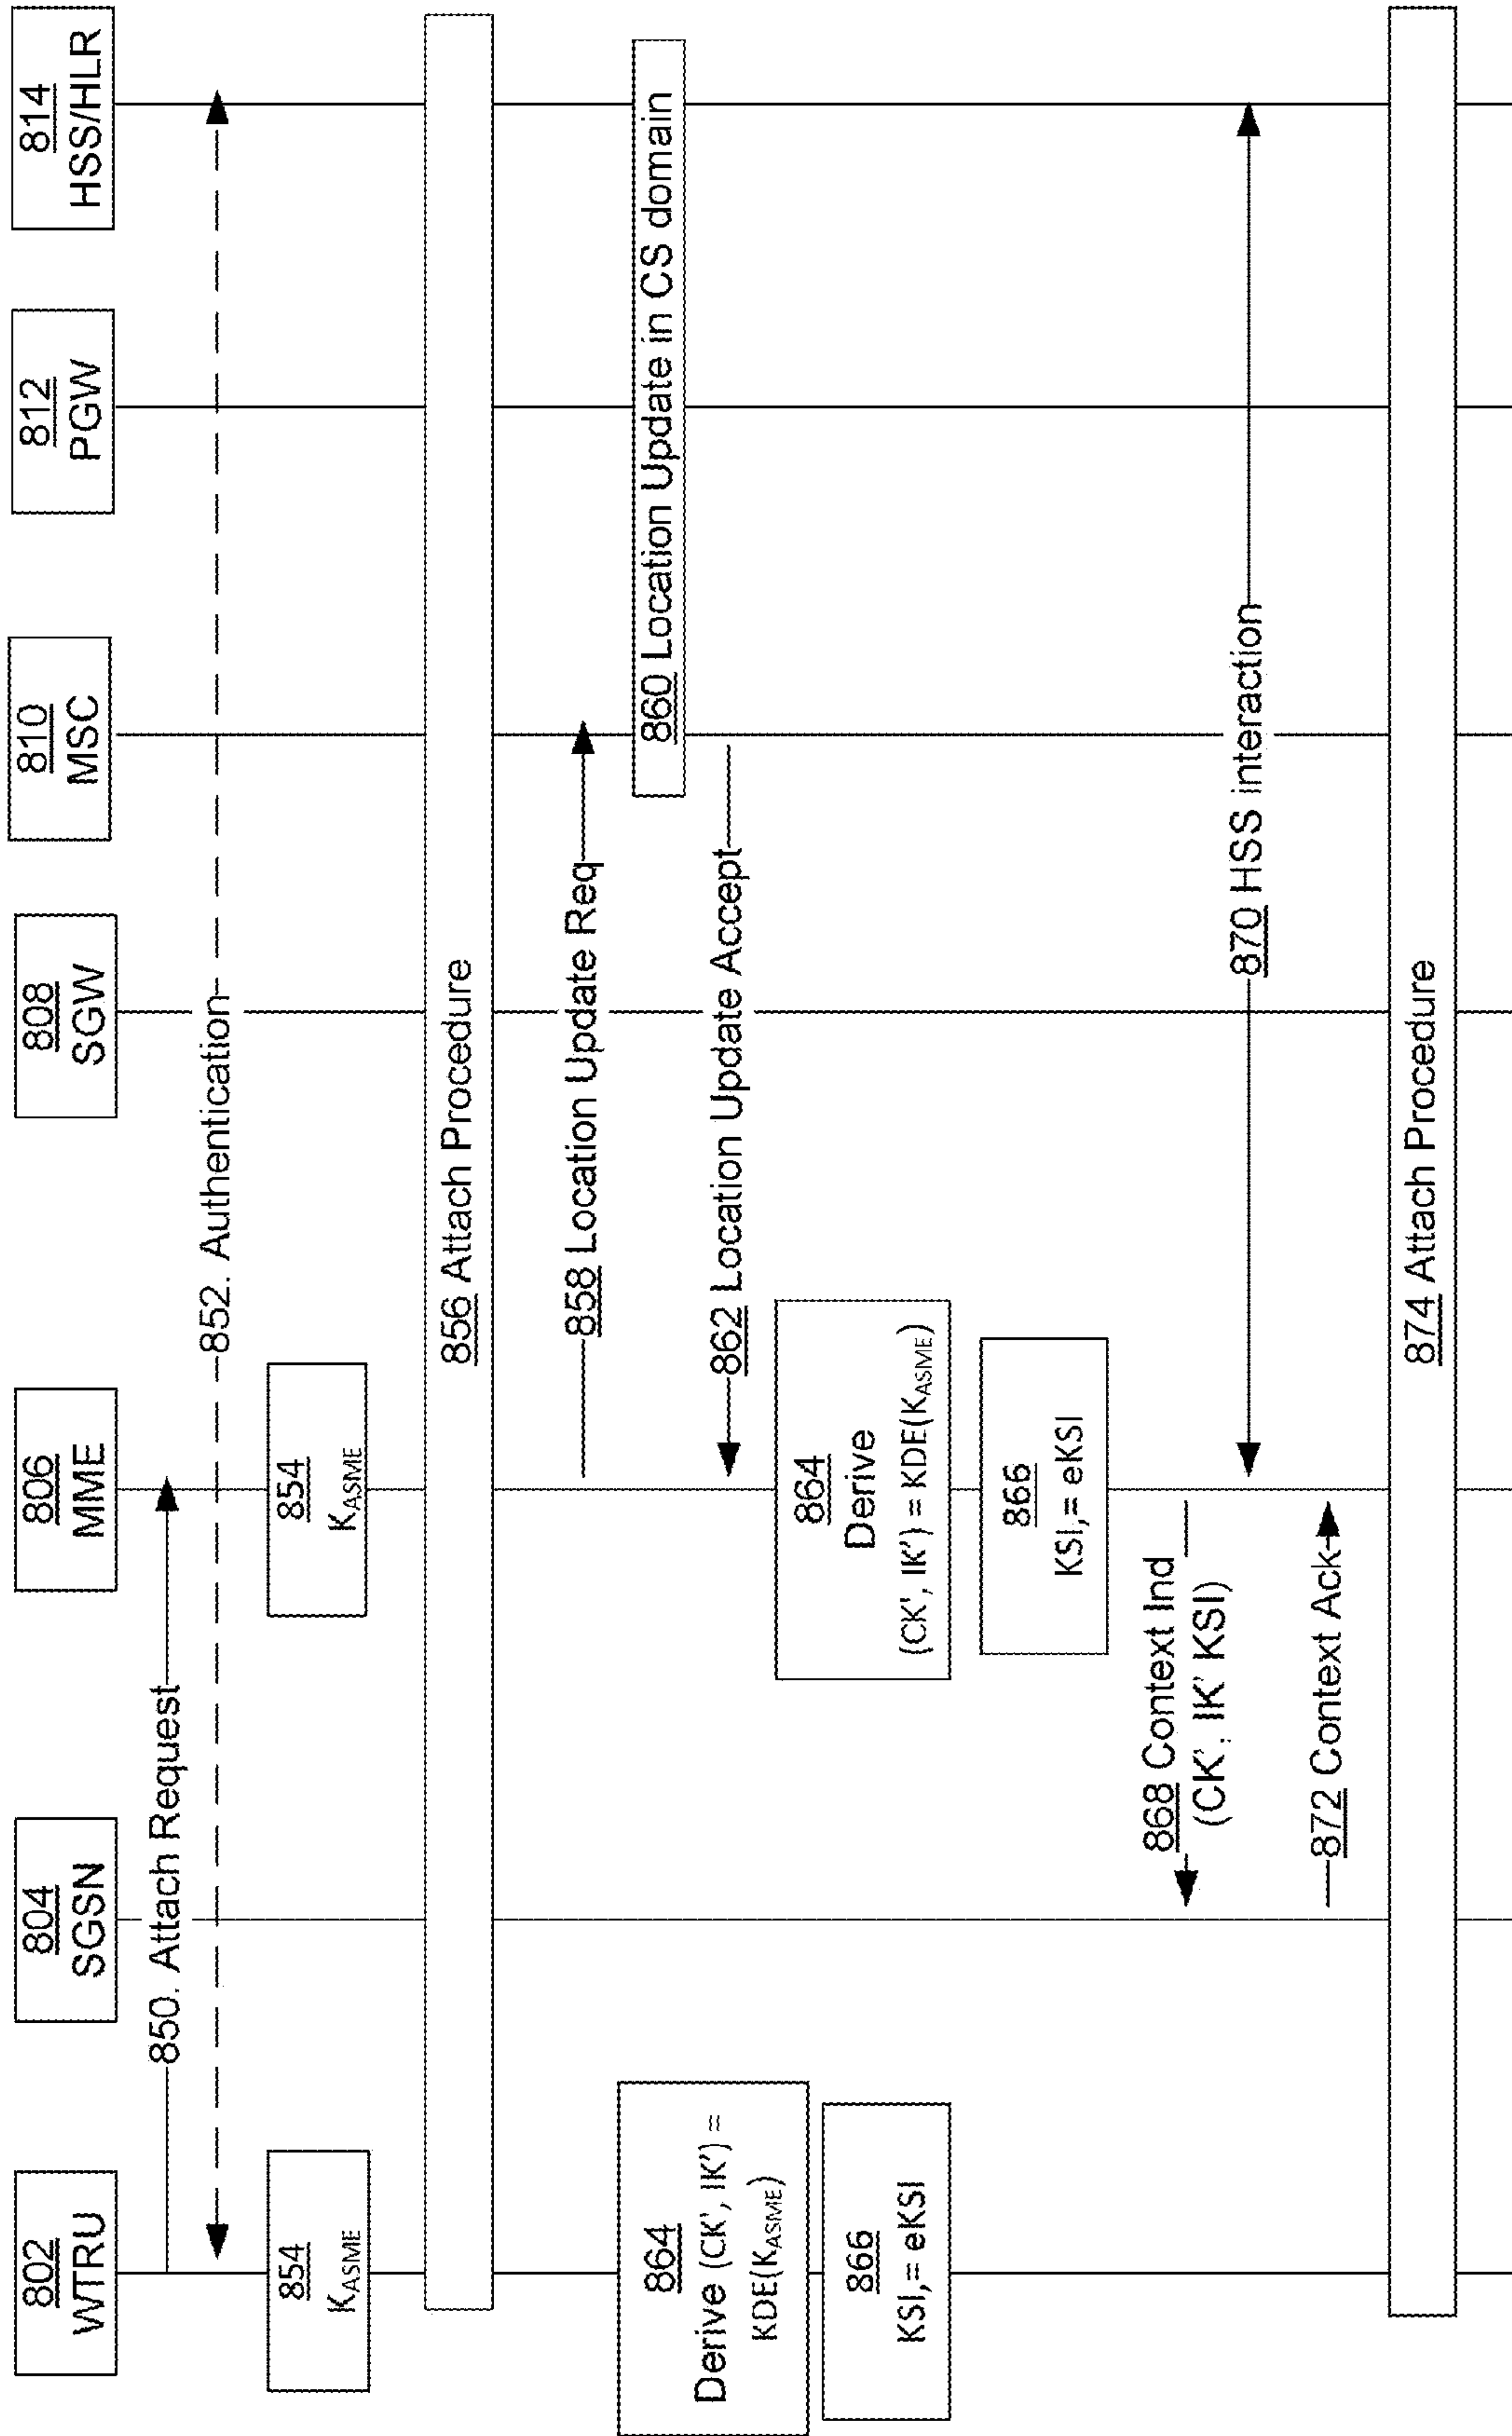 802
WTRU
804
SGSN
806
MME
808
SGW
810
MSC
812
PGW
814
HSS/HLR
850. Attach Request
852. Authentication
854
KASME
854
KASME
856 Attach Procedure
858 Location Update Req
860 Location Update in CS domain
862 Location Update Accept
864
Derive (CK', IK') =
KDE(KASME)
864
Derive
(CK', IK') = KDE(KASME)
866
KSI,= eKSI
866
KSI,= eKSI
868 Context Ind
(CK', IK' KSI)
870 HSS interaction
872 Context Ack
874 Attach Procedure